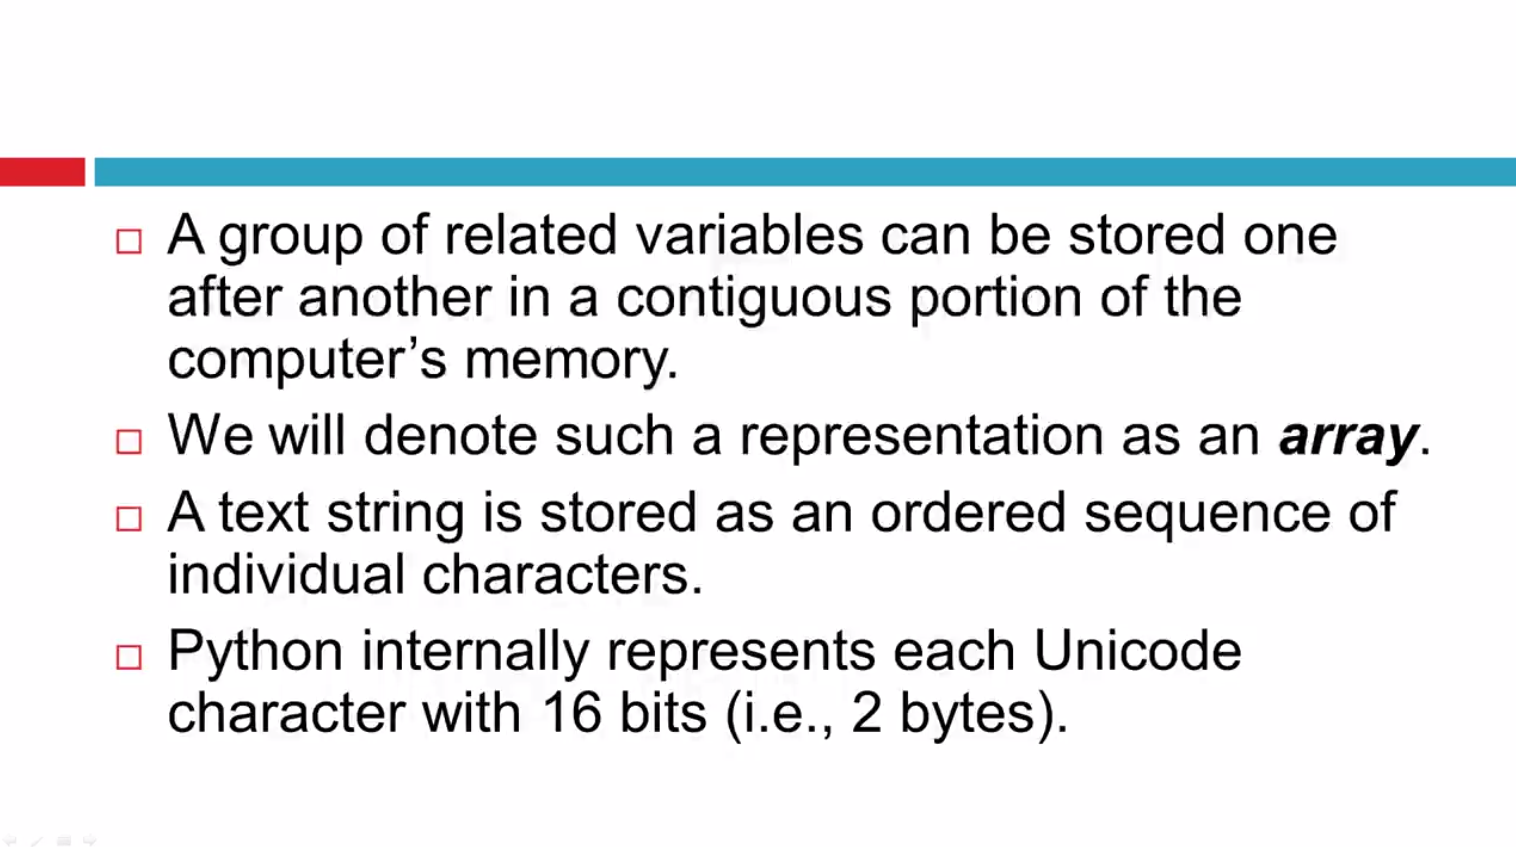 A group of related variables can be stored one
after another in a contiguous portion of the
computer’s memory.
We will denote such a representation as an array.
A text string is stored as an ordered sequence of
individual characters.
Python internally represents each Unicode
character with 16 bits (i.e., 2 bytes).